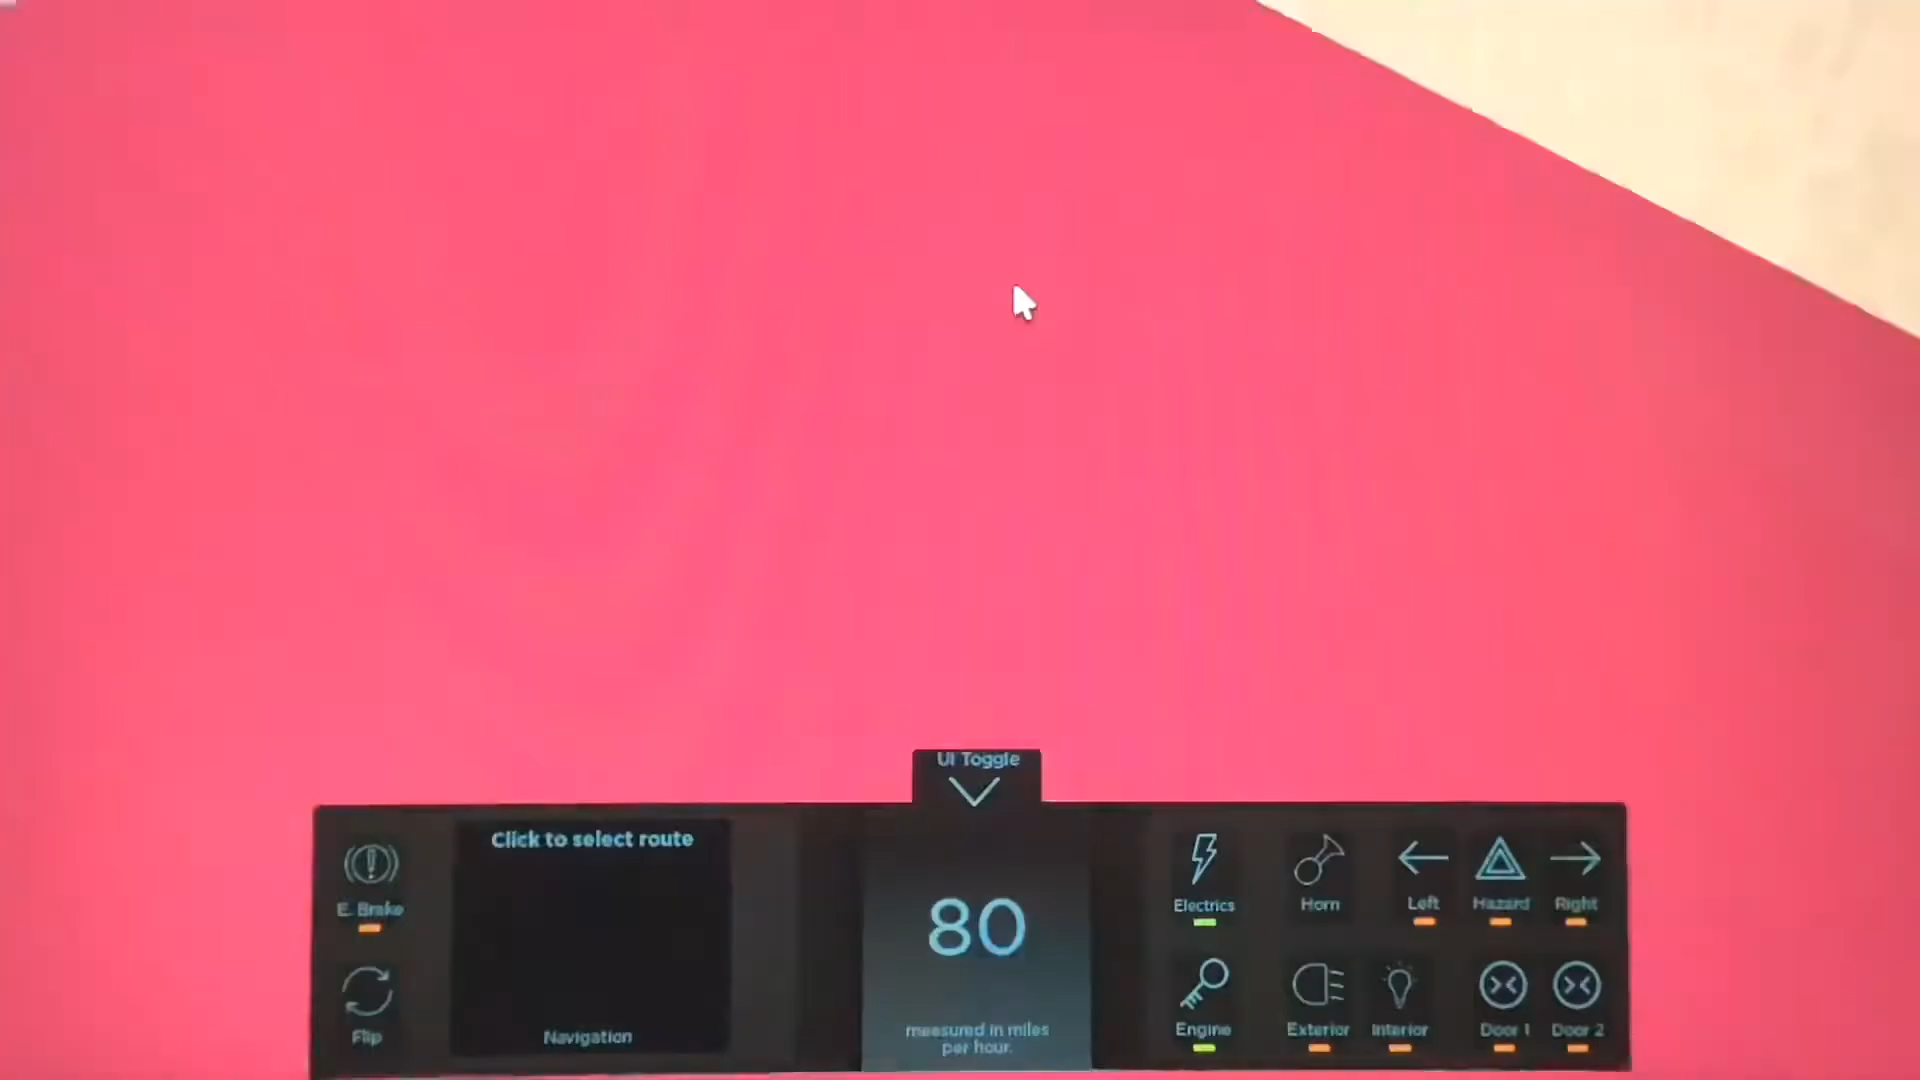 UI Toggle
Click to select route
E. Brake
Flip
Navigation
80
measured in miles
per hour.
Electrics
Horn
Left
Hazard
Right
Engine
Exterior
Interior
Door 1
Door 2